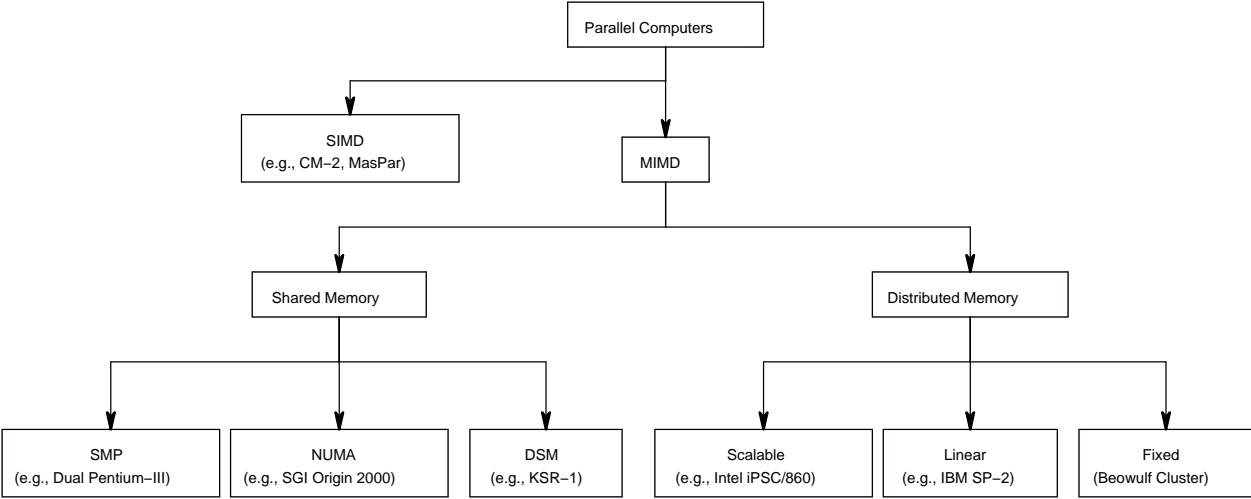 Parallel Computers
SIMD
(e.g., CM−2, MasPar)
MIMD
Shared Memory
Distributed Memory
SMP
(e.g., Dual Pentium−III)
NUMA
(e.g., SGI Origin 2000)
DSM
(e.g., KSR−1)
Scalable
(e.g., Intel iPSC/860)
Linear
(e.g., IBM SP−2)
Fixed
(Beowulf Cluster)